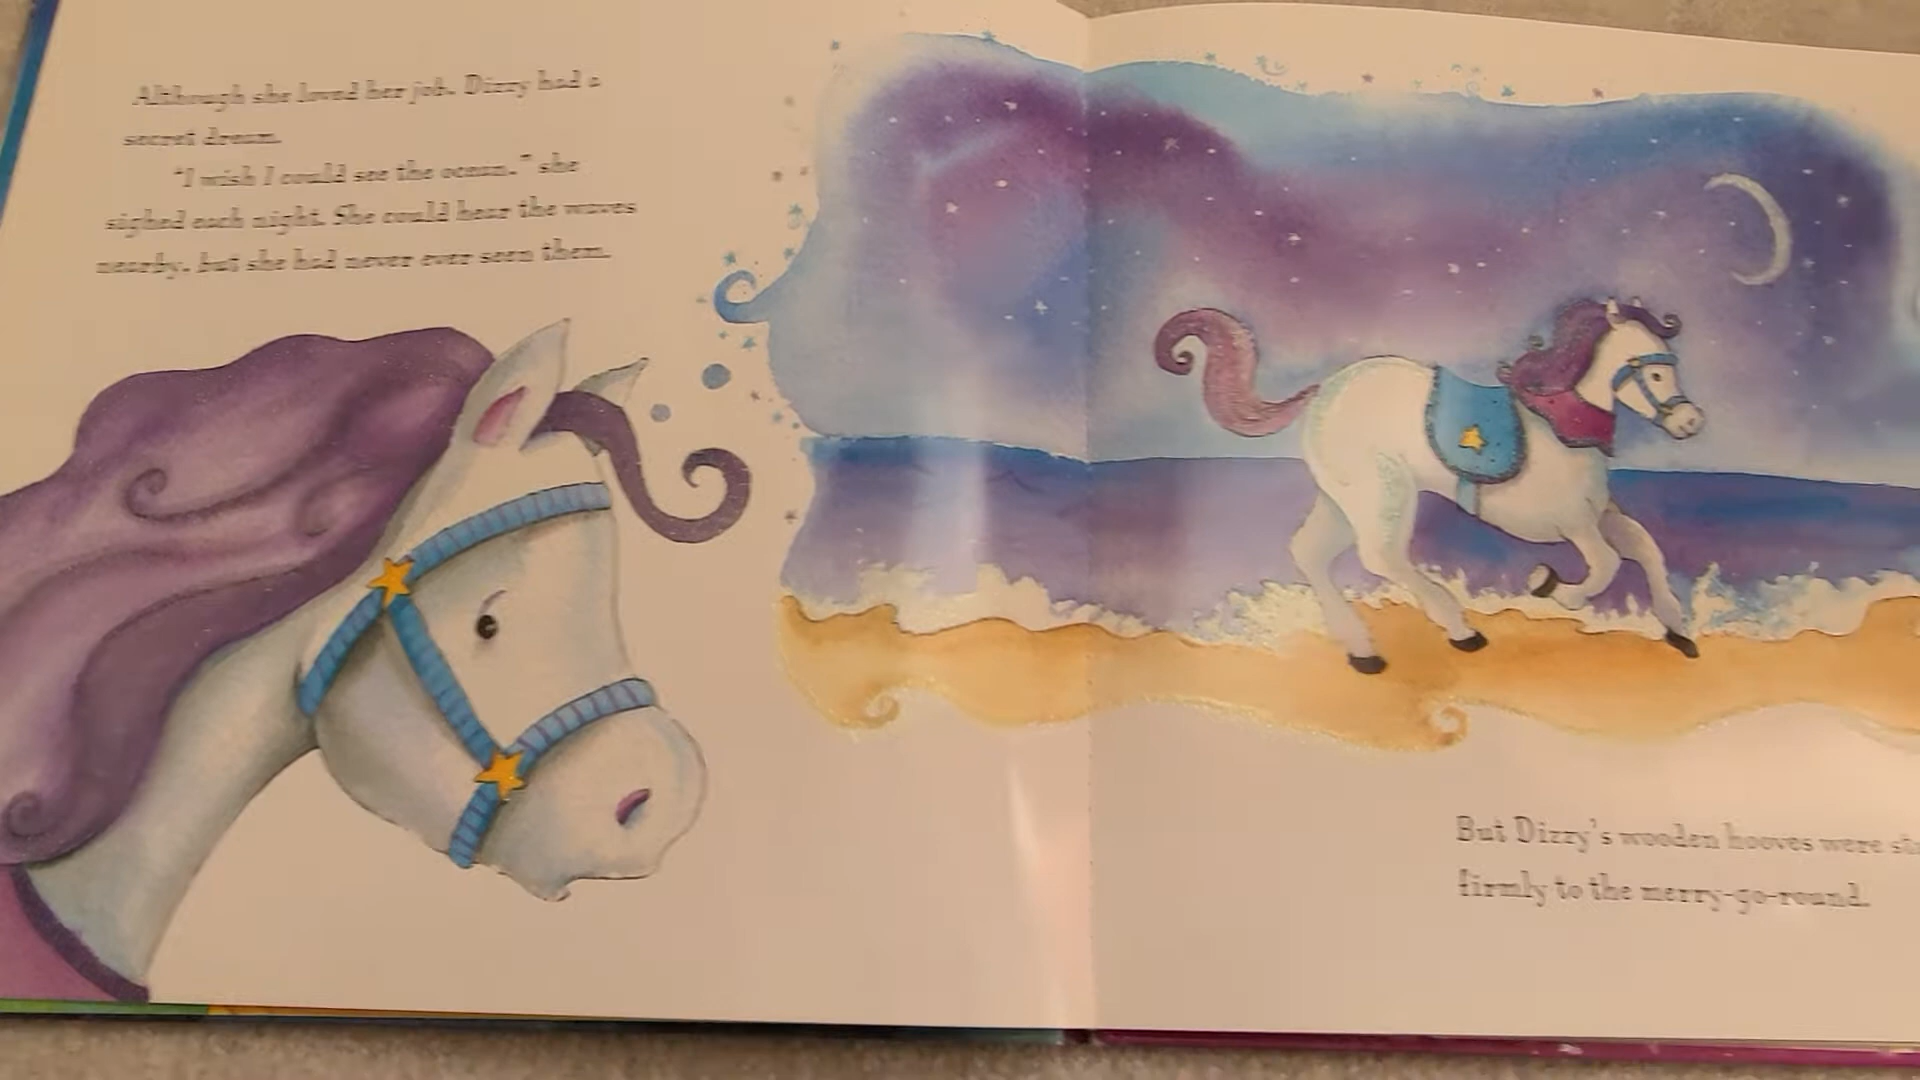 Although she loved her job, Dizzy had a
secret dream.
"I wish I could see the ocean," she
sighed each night. She could hear the waves
nearby, but she had never ever seen them.
But Dizzy's wooden hooves were
firmly to the merry-go-round.